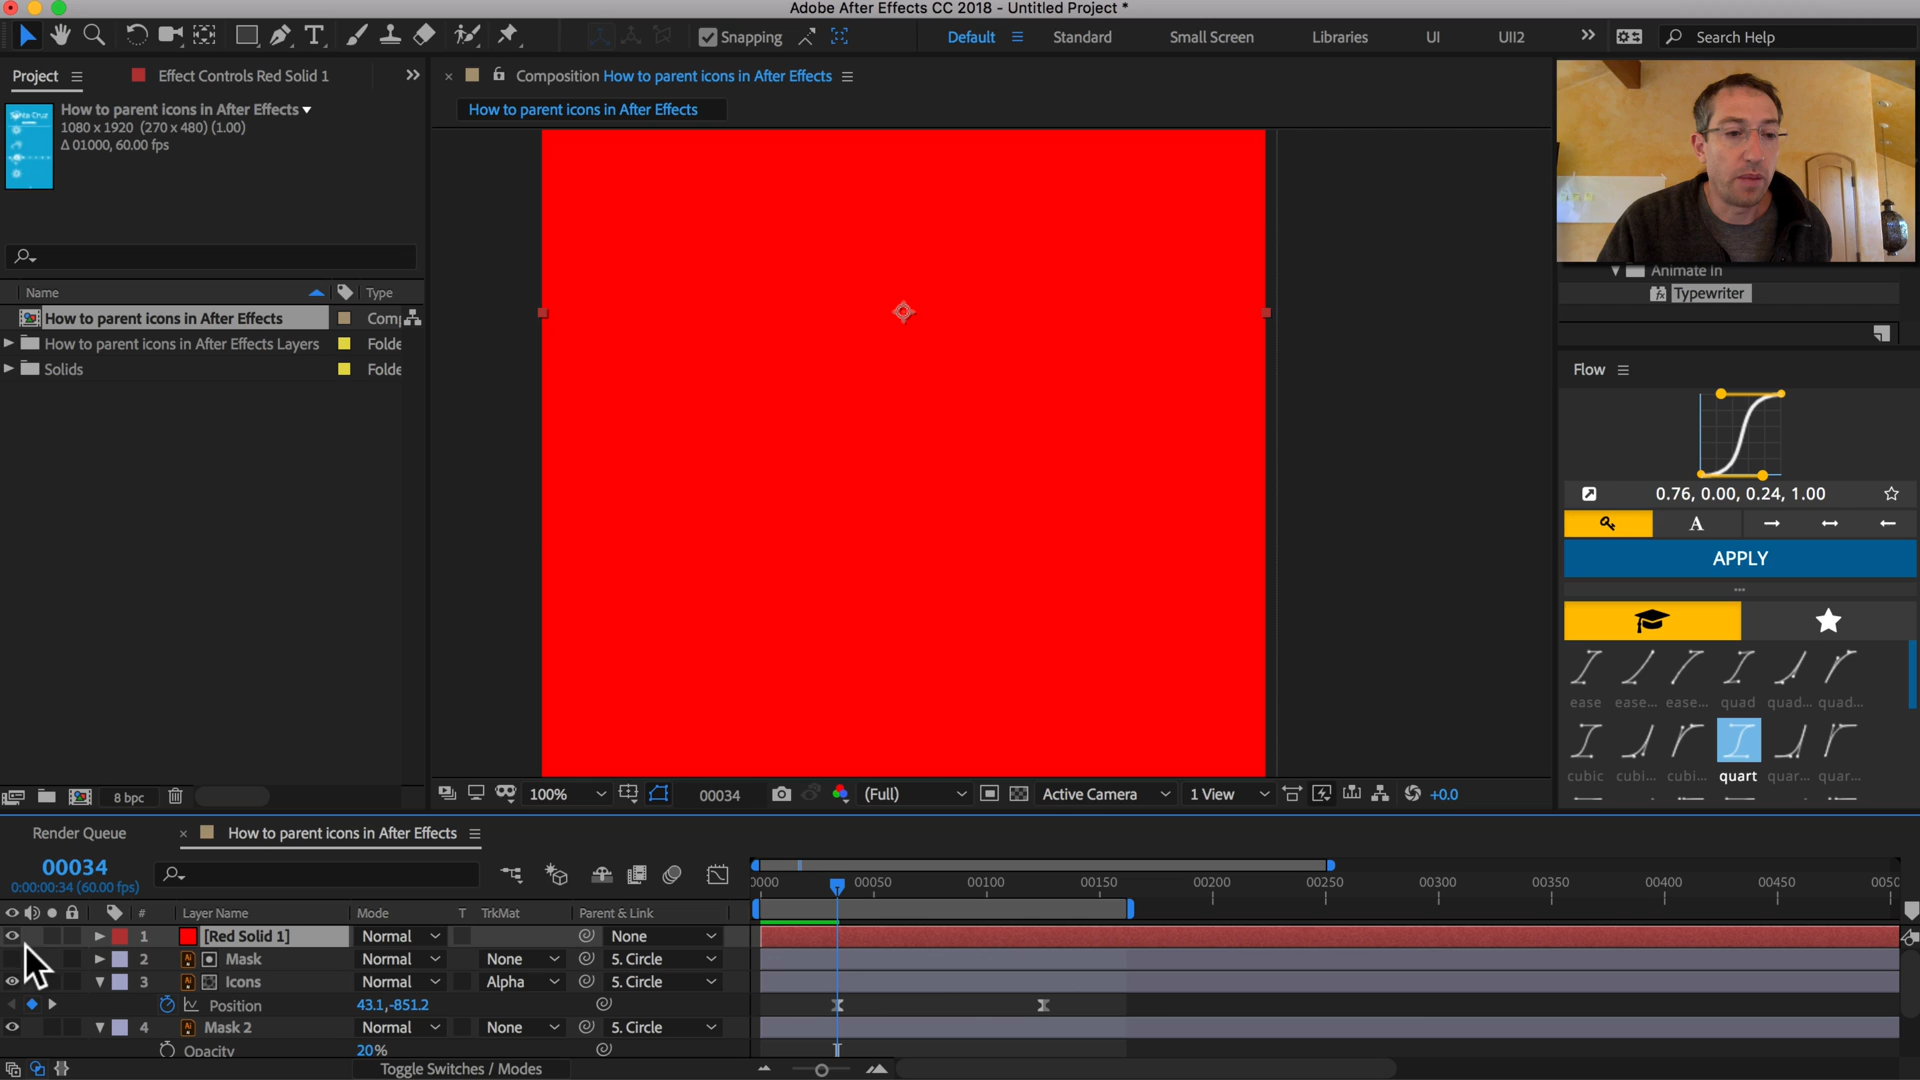 Adobe After Effects CC 2018 - Untitled Project *
Snapping
Default
Standard
Small Screen
Libraries
UI
UII2
Search Help
Project
Effect Controls Red Solid 1
Composition How to parent icons in After Effects
How to parent icons in After Effects
How to parent icons in After Effects
1080 x 1920 (270 x 480) (1.00)
Δ 01000, 60.00 fps
Santa Cruz
Name
Type
How to parent icons in After Effects
Comp
How to parent icons in After Effects Layers
Folde
Solids
Folde
Animate In
Typewriter
Flow
0.76, 0.00, 0.24, 1.00
A
APPLY
ease ease... ease... quad quad... quad...
cubic cubi... cubi... quart quar... quar...
8 bpc
100%
00034
(Full)
Active Camera
1 View
+0.0
Render Queue
How to parent icons in After Effects
00034
0:00:00:34 (60.00 fps)
0000 00050 00100 00150 00200 00250 00300 00350 00400 00450 0050
# Layer Name Mode T TrkMat Parent & Link
1 [Red Solid 1] Normal None
2 Mask Normal None 5. Circle
3 Icons Normal Alpha 5. Circle
Position 43.1,-851.2
4 Mask 2 Normal None 5. Circle
Opacity 20%
Toggle Switches / Modes